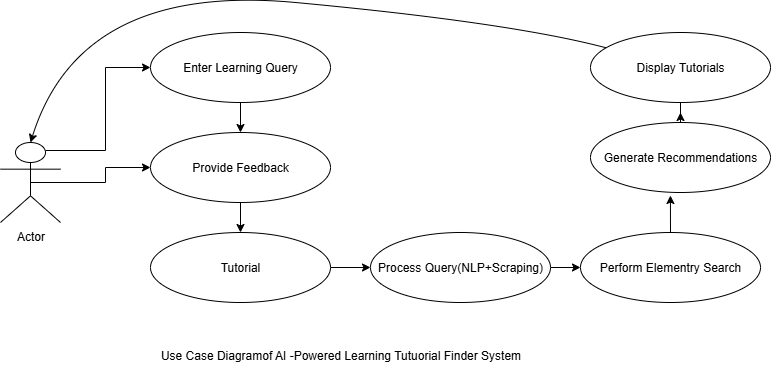 Enter Learning Query
Display Tutorials
Provide Feedback
Generate Recommendations
Actor
Tutorial
Process Query(NLP+Scraping)
Perform Elementry Search
Use Case Diagramof AI -Powered Learning Tutuorial Finder System